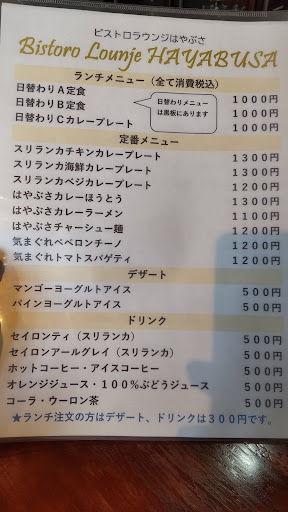 ビストロラウンジはやぶさ
Bistoro Lounje HAYABUSA
ランチメニュー（全て消費税込）
日替わりA定食 1000円
日替わりB定食 1000円
日替わりCカレープレート 1000円
日替わりメニュー
は黒板にあります
定番メニュー
スリランカチキンカレープレート 1300円
スリランカ海鮮カレープレート 1300円
スリランカベジカレープレート 1200円
はやぶさカレーほうとう 1300円
はやぶさカレーラーメン 1100円
はやぶさチャーシュー麺 1200円
気まぐれペペロンチーノ 1200円
気まぐれトマトスパゲティ 1200円
デザート
マンゴーヨーグルトアイス 500円
パインヨーグルトアイス 500円
ドリンク
セイロンティ（スリランカ） 500円
セイロンアールグレイ（スリランカ） 500円
ホットコーヒー・アイスコーヒー 500円
オレンジジュース・１００％ぶどうジュース 500円
コーラ・ウーロン茶 500円
★ランチ注文の方はデザート、ドリンクは３００円です。